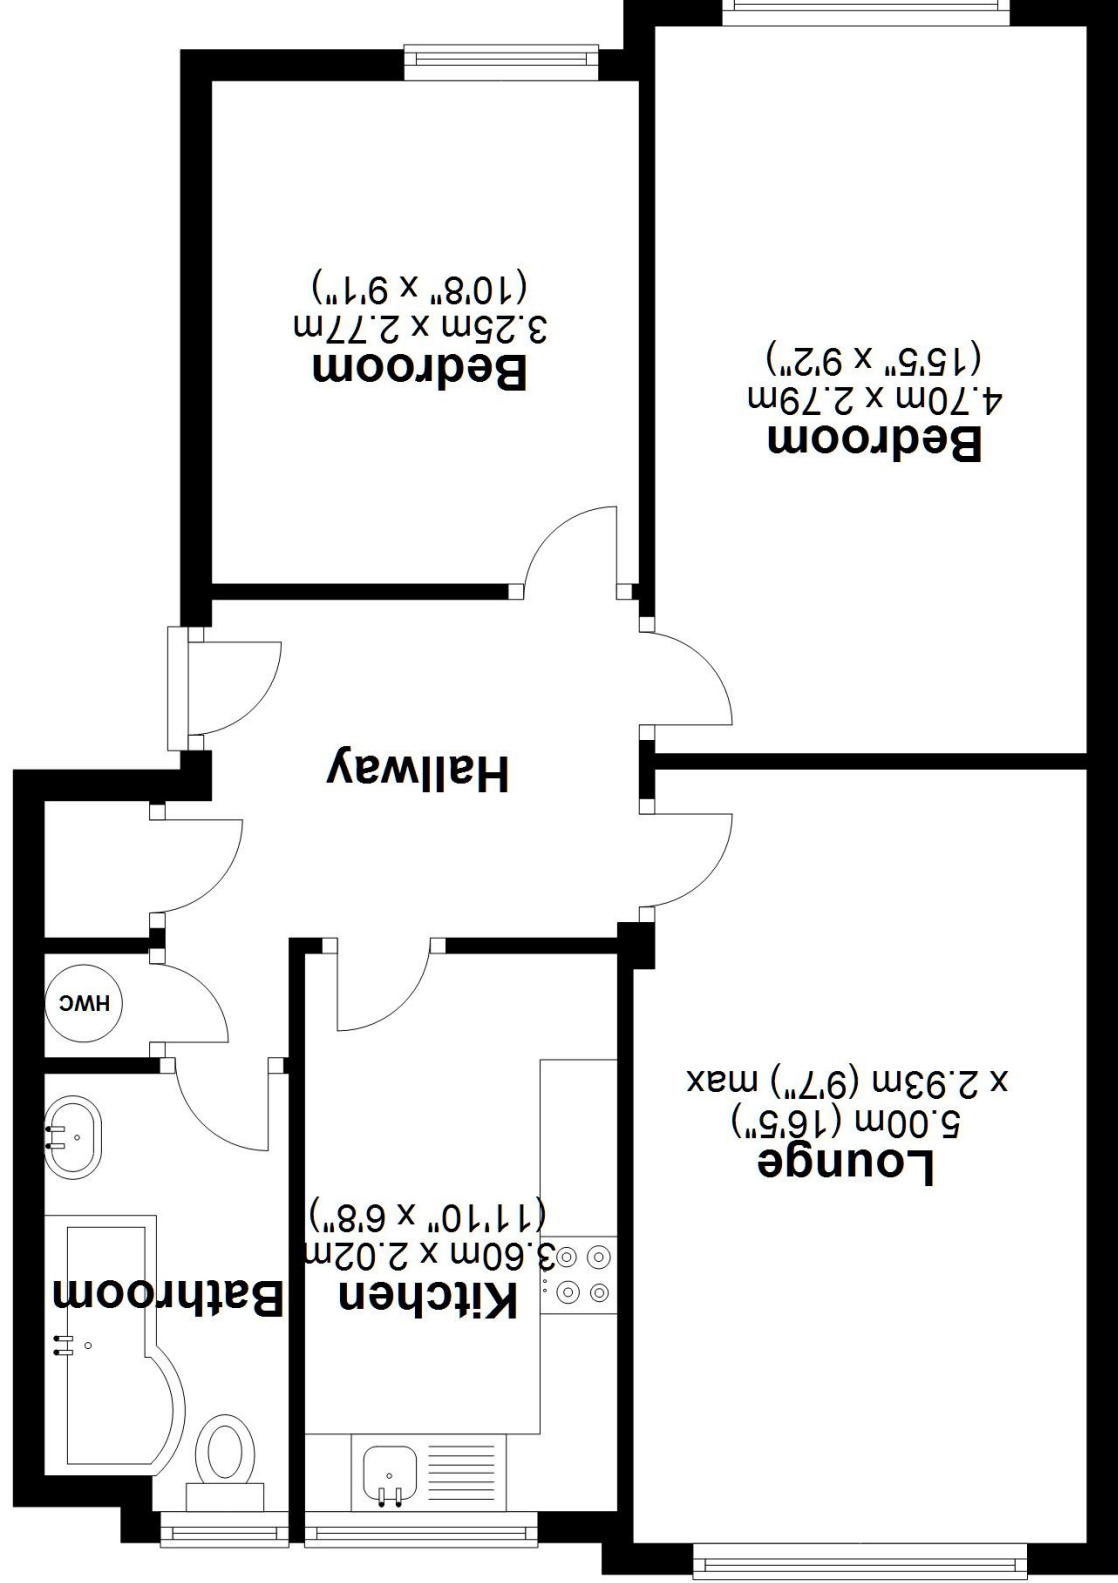 Lounge
5.00m (16'5")
x 2.93m (9'7") max
Kitchen
3.60m x 2.02m
(11'10" x 6'8")
Bathroom
HWC
Hallway
Bedroom
4.70m x 2.79m
(15'5" x 9'2")
Bedroom
3.25m x 2.77m
(10'8" x 9'1")